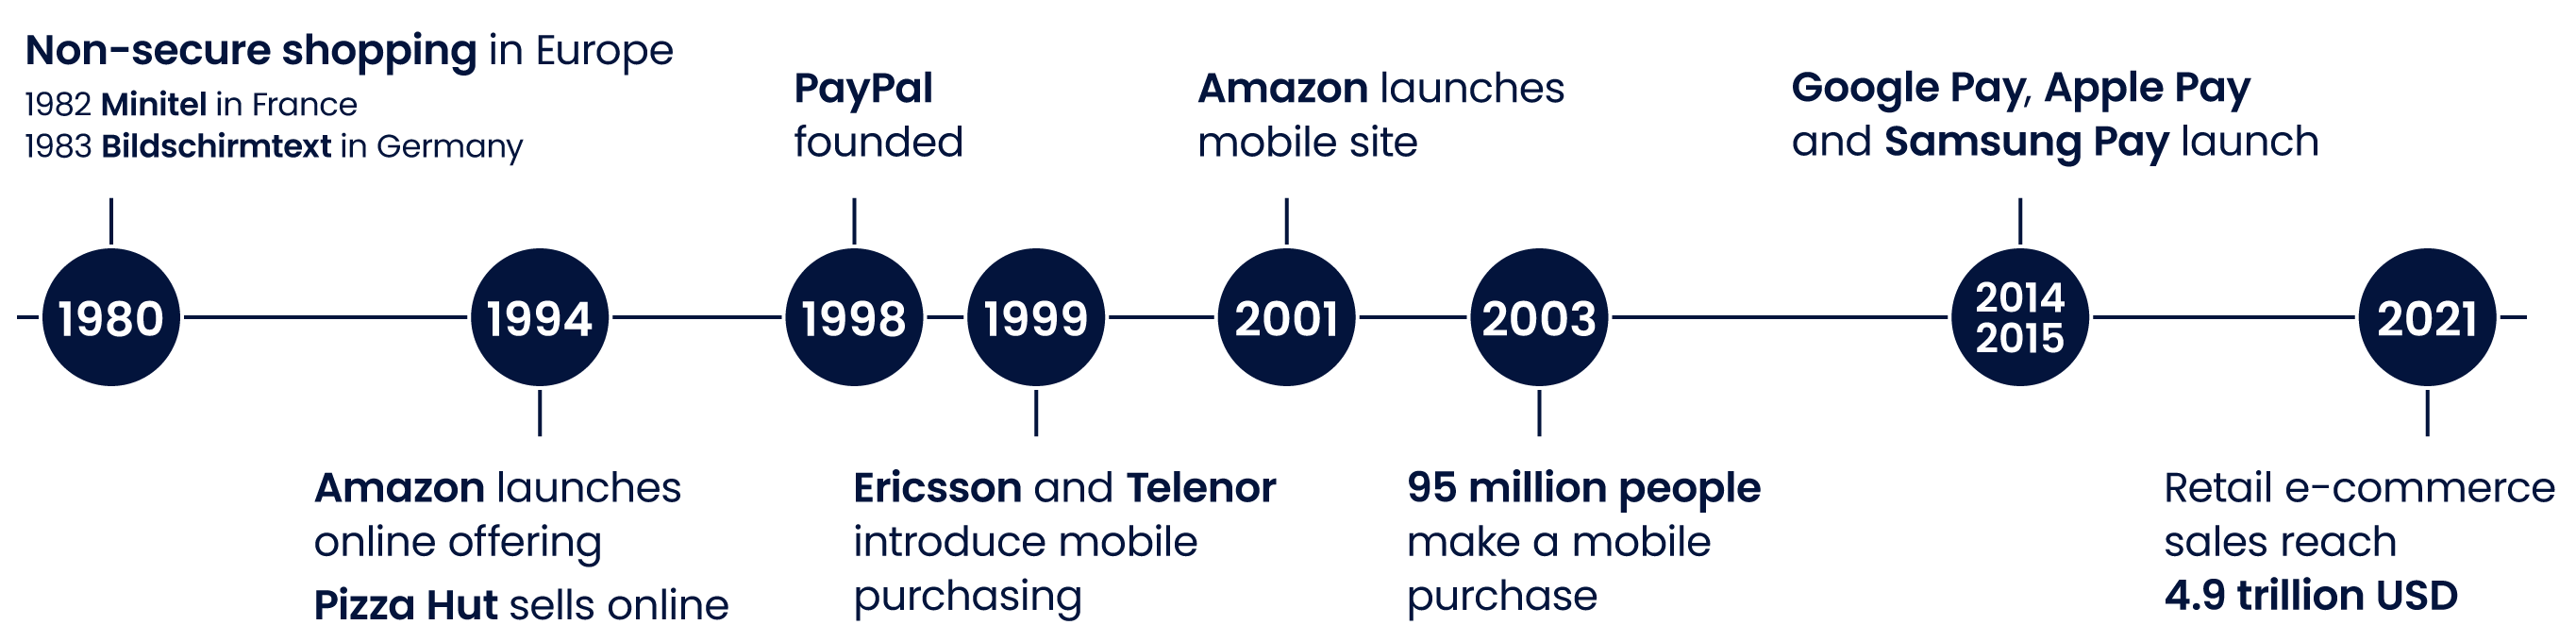 Non-secure shopping in Europe
1982 Minitel in France
1983 Bildschirmtext in Germany
PayPal
founded
Amazon launches
mobile site
Google Pay, Apple Pay
and Samsung Pay launch
1980
1994
1998
1999
2001
2003
2014
2015
2021
Amazon launches
online offering
Pizza Hut sells online
Ericsson and Telenor
introduce mobile
purchasing
95 million people
make a mobile
purchase
Retail e-commerce
sales reach
4.9 trillion USD